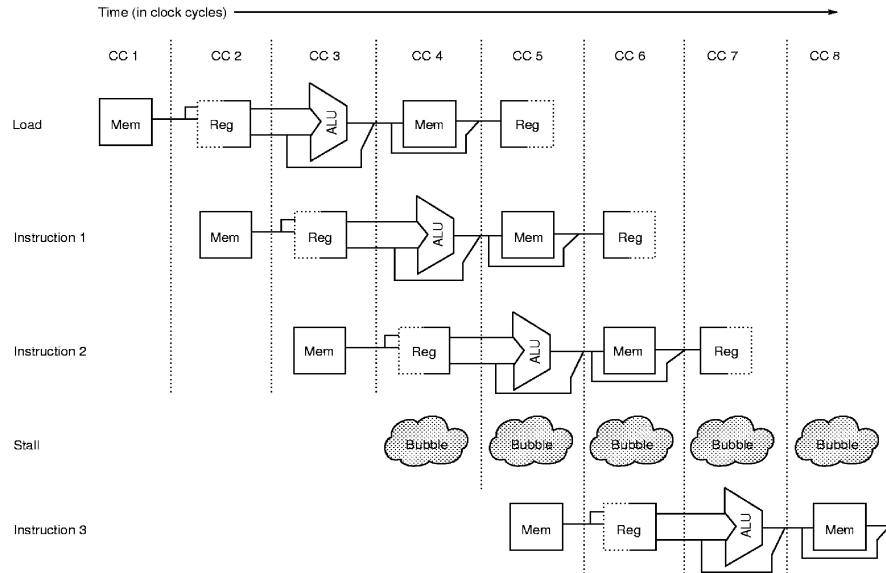 Time (in clock cycles)
CC 1 CC 2 CC 3 CC 4 CC 5 CC 6 CC 7 CC 8
Load Mem Reg ALU Mem Reg
Instruction 1 Mem Reg ALU Mem Reg
Instruction 2 Mem Reg ALU Mem Reg
Stall Bubble Bubble Bubble Bubble Bubble
Instruction 3 Mem Reg ALU Mem